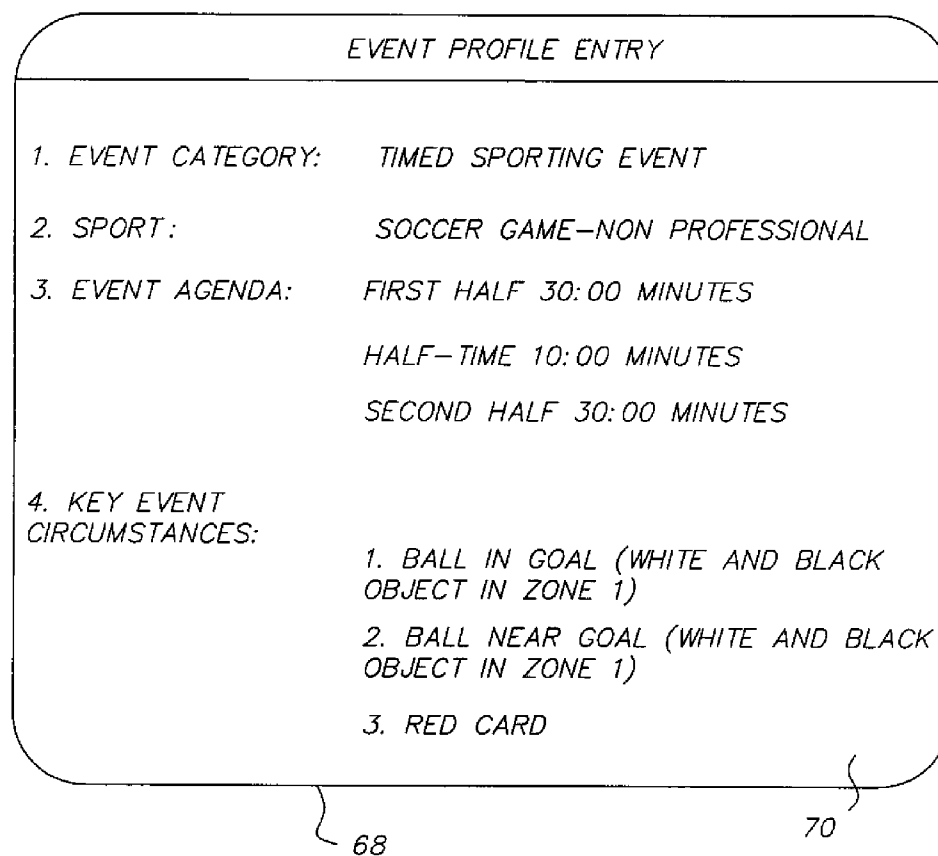 EVENT PROFILE ENTRY
1. EVENT CATEGORY: TIMED SPORTING EVENT
2. SPORT: SOCCER GAME-NON PROFESSIONAL
3. EVENT AGENDA: FIRST HALF 30:00 MINUTES
HALF-TIME 10:00 MINUTES
SECOND HALF 30:00 MINUTES
4. KEY EVENT
CIRCUMSTANCES:
1. BALL IN GOAL (WHITE AND BLACK
OBJECT IN ZONE 1)
2. BALL NEAR GOAL (WHITE AND BLACK
OBJECT IN ZONE 1)
3. RED CARD
68
70